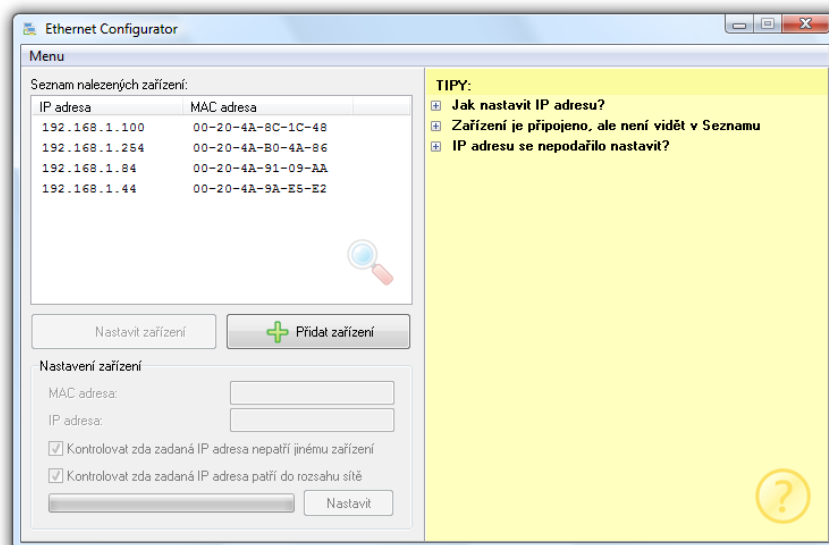 Ethernet Configurator
Menu
Seznam nalezených zařízení:
IP adresa MAC adresa
192.168.1.100 00-20-4A-8C-1C-48
192.168.1.254 00-20-4A-B0-4A-86
192.168.1.84 00-20-4A-91-09-AA
192.168.1.44 00-20-4A-9A-E5-E2
Nastavit zařízení
Přidat zařízení
Nastavení zařízení
MAC adresa:
IP adresa:
Kontrolovat zda zadaná IP adresa nepatří jinému zařízení
Kontrolovat zda zadaná IP adresa patří do rozsahu sítě
Nastavit
TIPY:
Jak nastavit IP adresu?
Zařízení je připojeno, ale není vidět v Seznamu
IP adresu se nepodařilo nastavit?